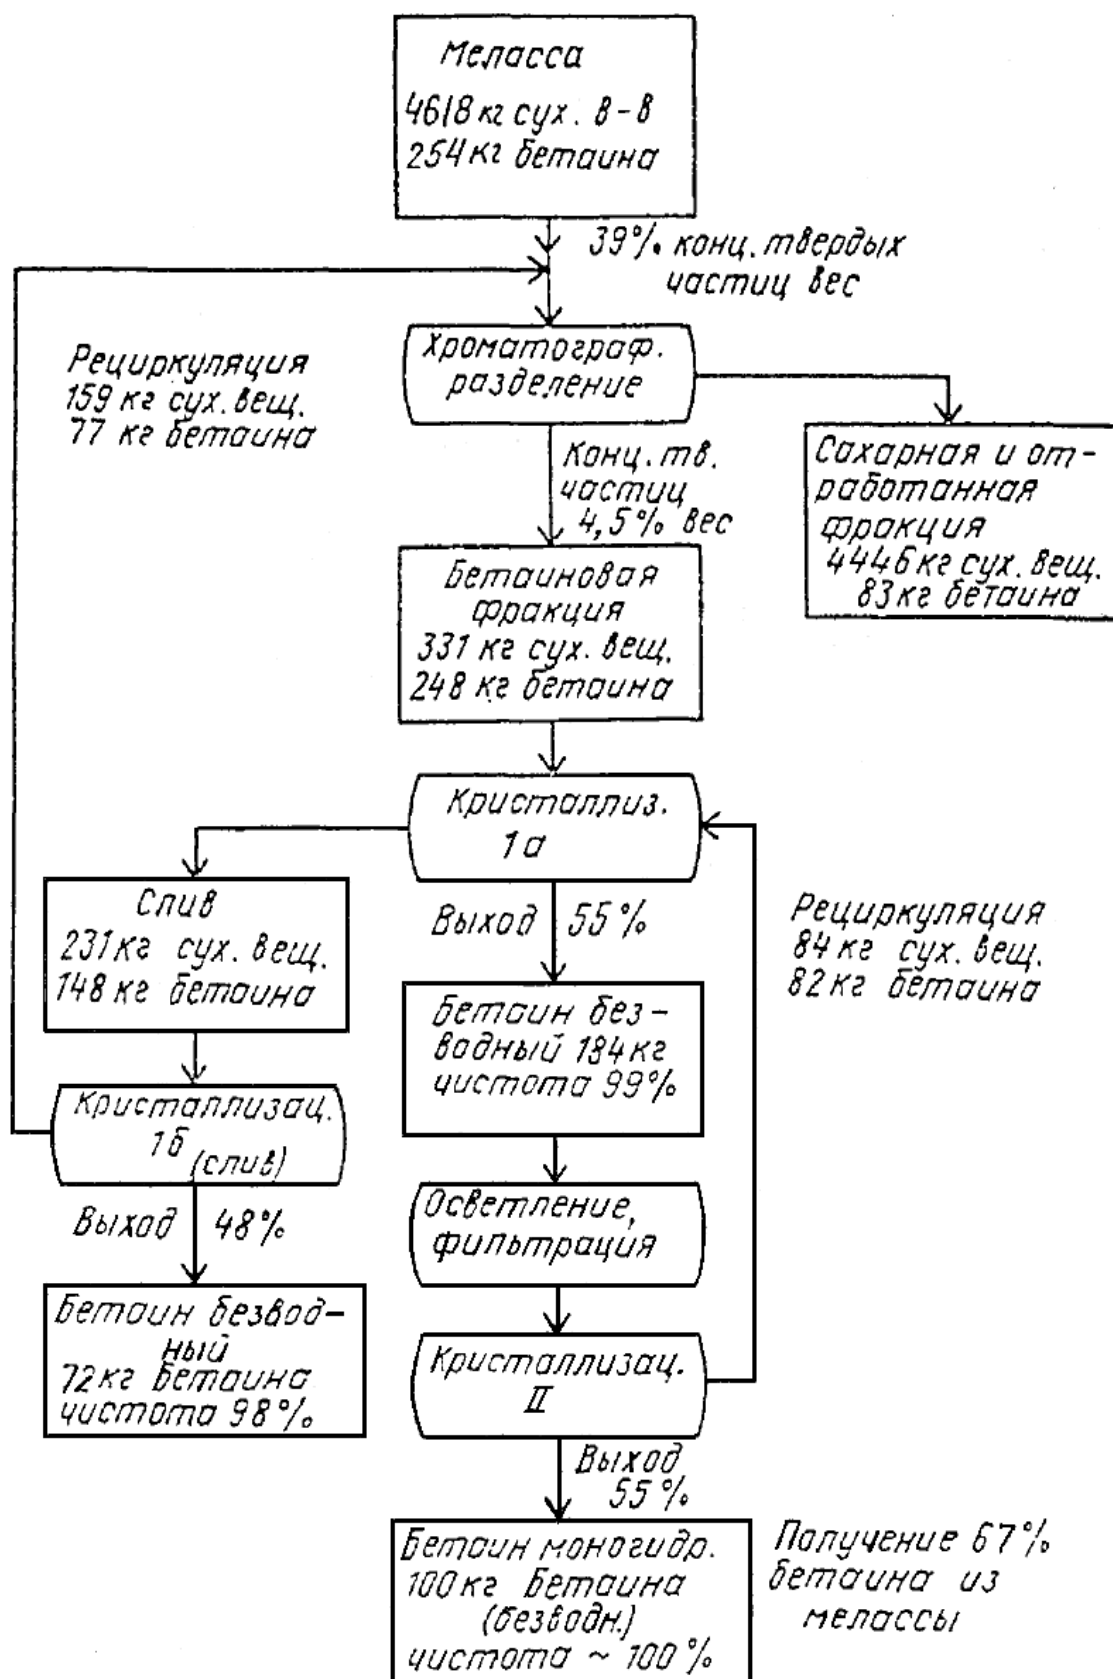 Меласса
4618 кг сух. в-в
254 кг бетаина
39% конц. твердых
частиц вес
Хроматограф.
разделение
Рециркуляция
159 кг сух. вещ.
77 кг бетаина
Сахарная и от-
работанная
фракция
4446 кг сух. вещ.
83 кг бетаина
Конц. тв.
частиц
4,5% вес
Бетаиновая
фракция
331 кг сух. вещ.
248 кг бетаина
Кристаллиз.
1а
Слив
231 кг сух. вещ.
148 кг бетаина
Выход 55%
Рециркуляция
84 кг сух. вещ.
82 кг бетаина
Бетаин без-
водный 184 кг
чистота 99%
Кристаллизац.
1б (слив)
Осветление,
фильтрация
Выход 48%
Бетаин безвод-
ный
72 кг Бетаина
чистота 98%
Кристаллизац.
II
Выход
55%
Бетаин моногидр.
100 кг Бетаина
(безводн.)
чистота ~ 100%
Получение 67%
бетаина из
мелассы